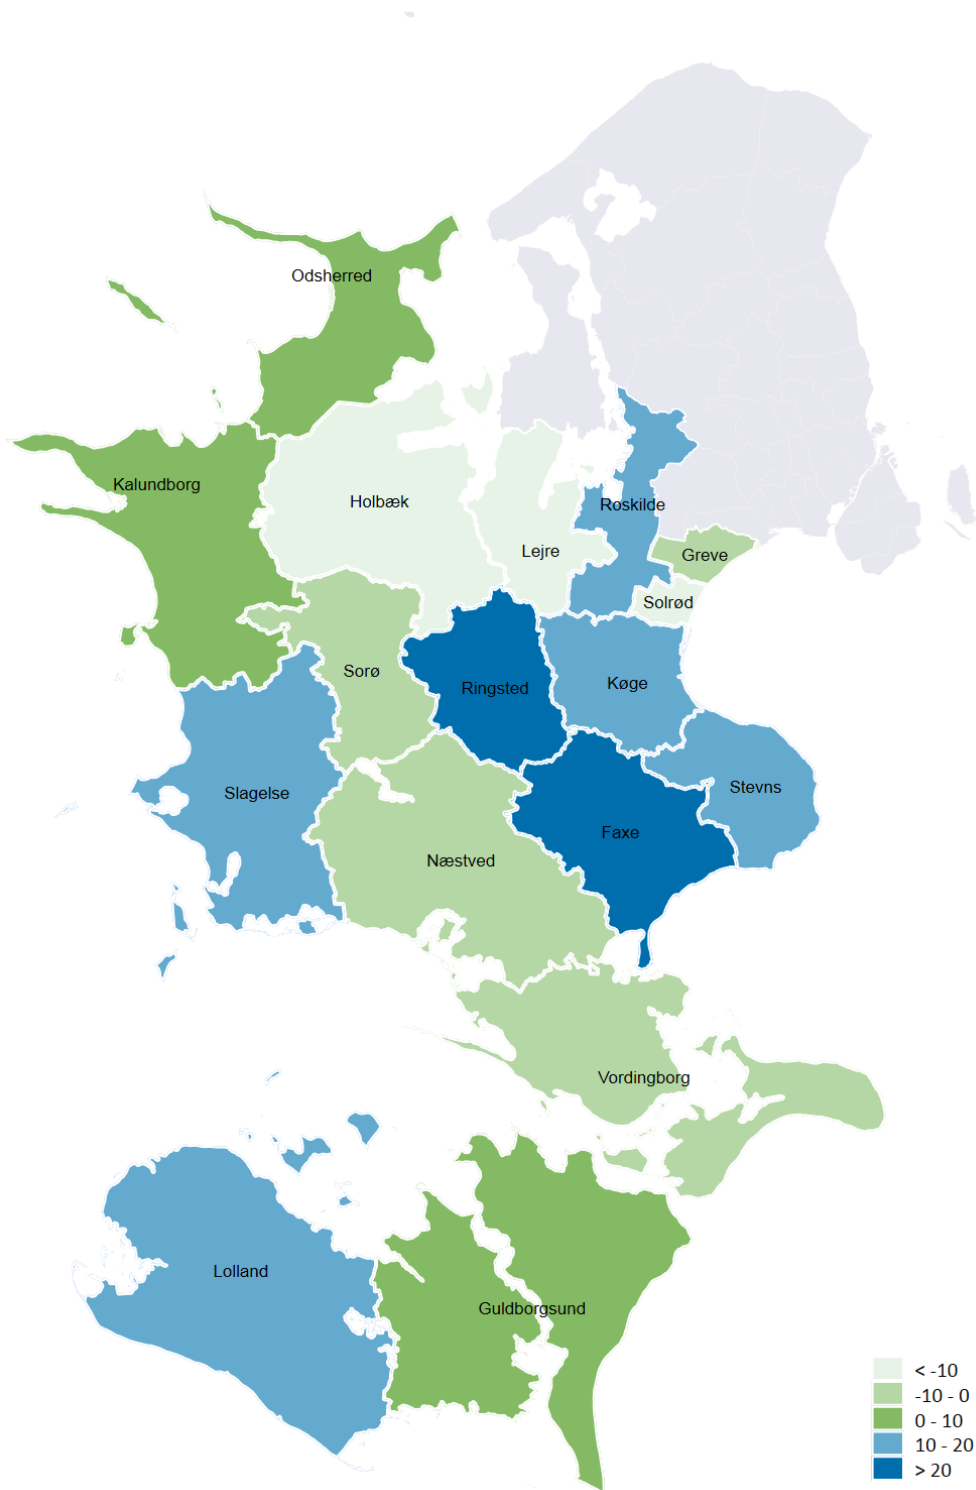 Odsherred
Kalundborg
Holbæk
Roskilde
Lejre
Greve
Solrød
Sorø
Ringsted
Køge
Slagelse
Stevns
Faxe
Næstved
Vordingborg
Lolland
Guldborgsund
< -10
-10 - 0
0 - 10
10 - 20
> 20